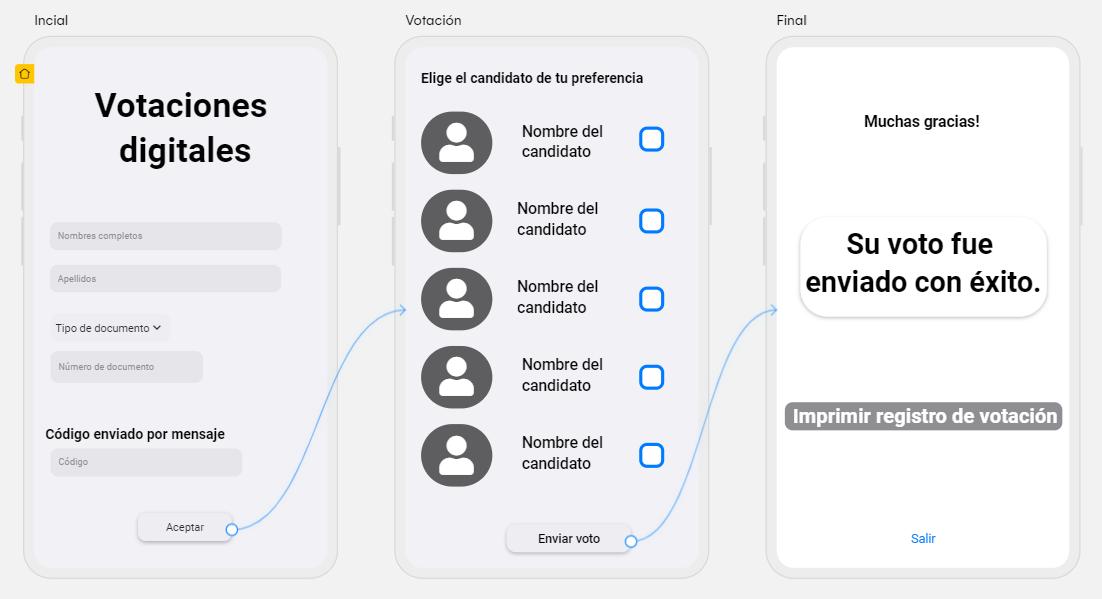 Incial
Votaciones
digitales
Nombres completos
Apellidos
Tipo de documento
Número de documento
Código enviado por mensaje
Código
Aceptar
Votación
Elige el candidato de tu preferencia
Nombre del
candidato
Nombre del
candidato
Nombre del
candidato
Nombre del
candidato
Nombre del
candidato
Enviar voto
Final
Muchas gracias!
Su voto fue
enviado con éxito.
Imprimir registro de votación
Salir